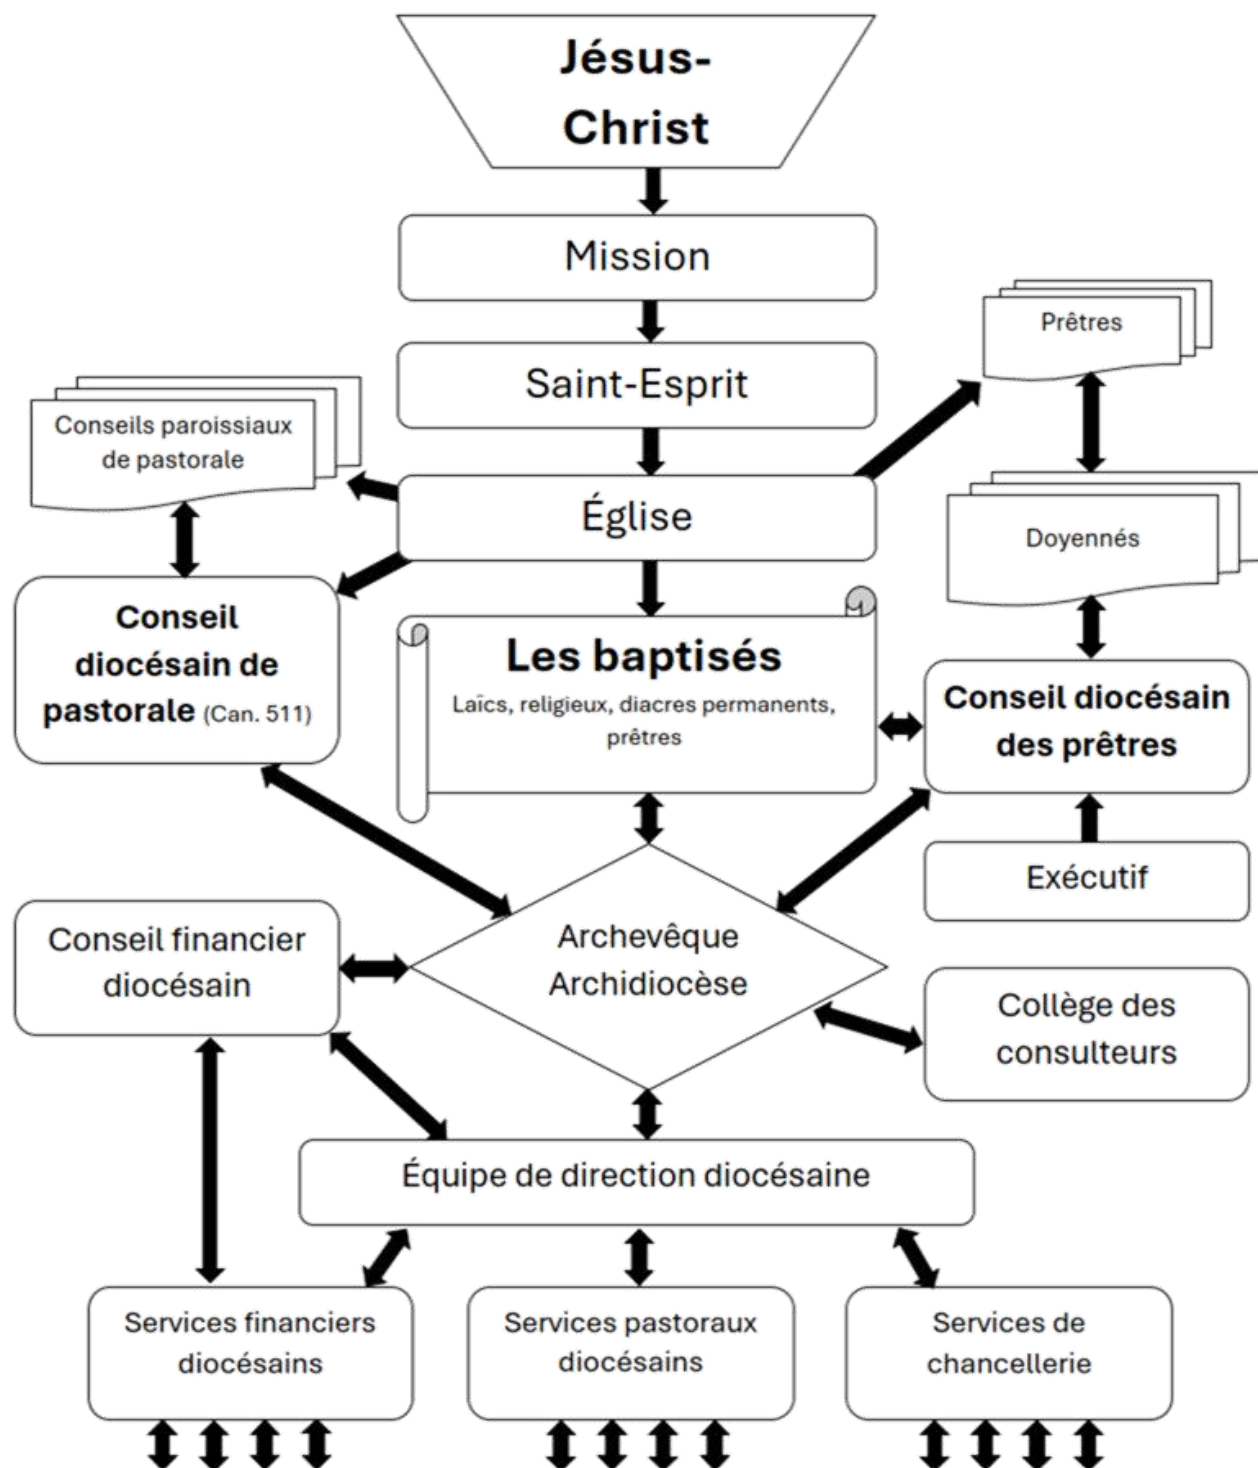 Jésus-
Christ
Mission
Prêtres
Saint-Esprit
Conseils paroissiaux
de pastorale
Église
Doyennés
Conseil
diocésain de
pastorale (Can. 511)
Les baptisés
Laïcs, religieux, diacres permanents,
prêtres
Conseil diocésain
des prêtres
Exécutif
Conseil financier
diocésain
Archevêque
Archidiocèse
Collège des
consulteurs
Équipe de direction diocésaine
Services financiers
diocésains
Services pastoraux
diocésains
Services de
chancellerie